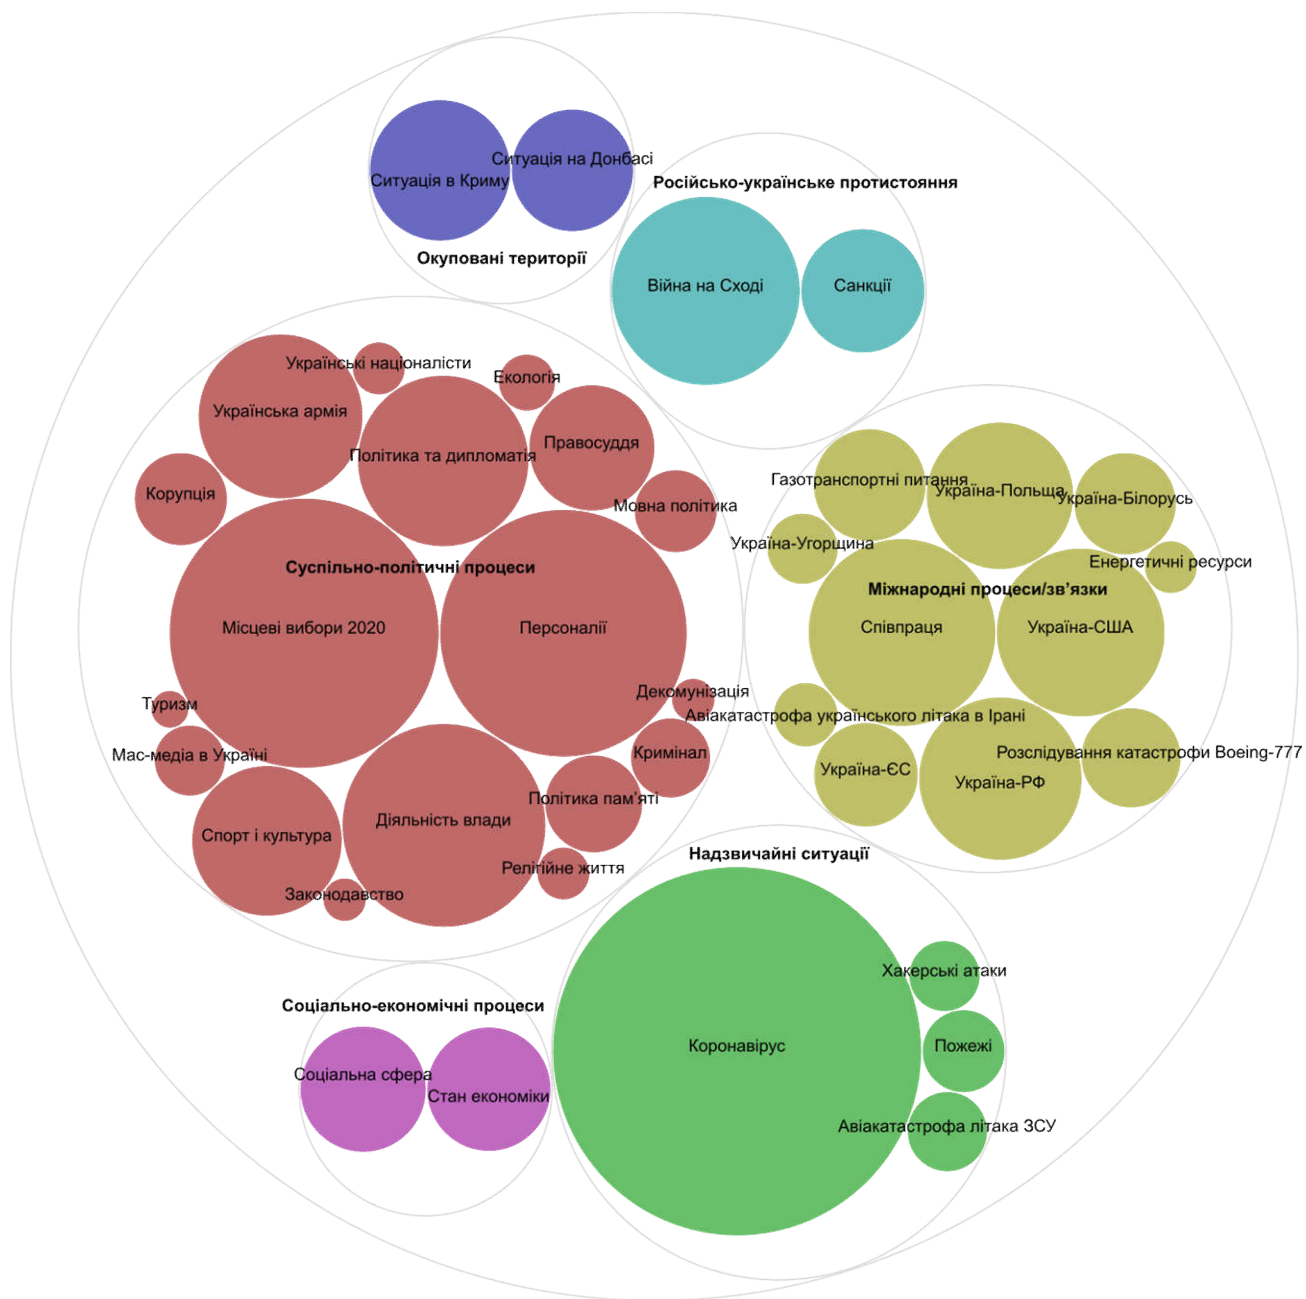 Ситуація на Донбасі
Ситуація в Криму
Окуповані території
Російсько-українське протистояння
Війна на Сході
Санкції
Українські націоналісти
Екологія
Українська армія
Політика та дипломатія
Правосуддя
Корупція
Мовна політика
Суспільно-політичні процеси
Місцеві вибори 2020
Персоналії
Туризм
Декомунізація
Мас-медіа в Україні
Кримінал
Політика пам'яті
Спорт і культура
Діяльність влади
Релігійне життя
Законодавство
Газотранспортні питання
Україна-Польща
Україна-Білорусь
Україна-Угорщина
Енергетичні ресурси
Міжнародні процеси/зв'язки
Співпраця
Україна-США
Авіакатастрофа українського літака в Ірані
Розслідування катастрофи Boeing-777
Україна-ЄС
Україна-РФ
Надзвичайні ситуації
Хакерські атаки
Коронавірус
Пожежі
Авіакатастрофа літака ЗСУ
Соціально-економічні процеси
Соціальна сфера
Стан економіки